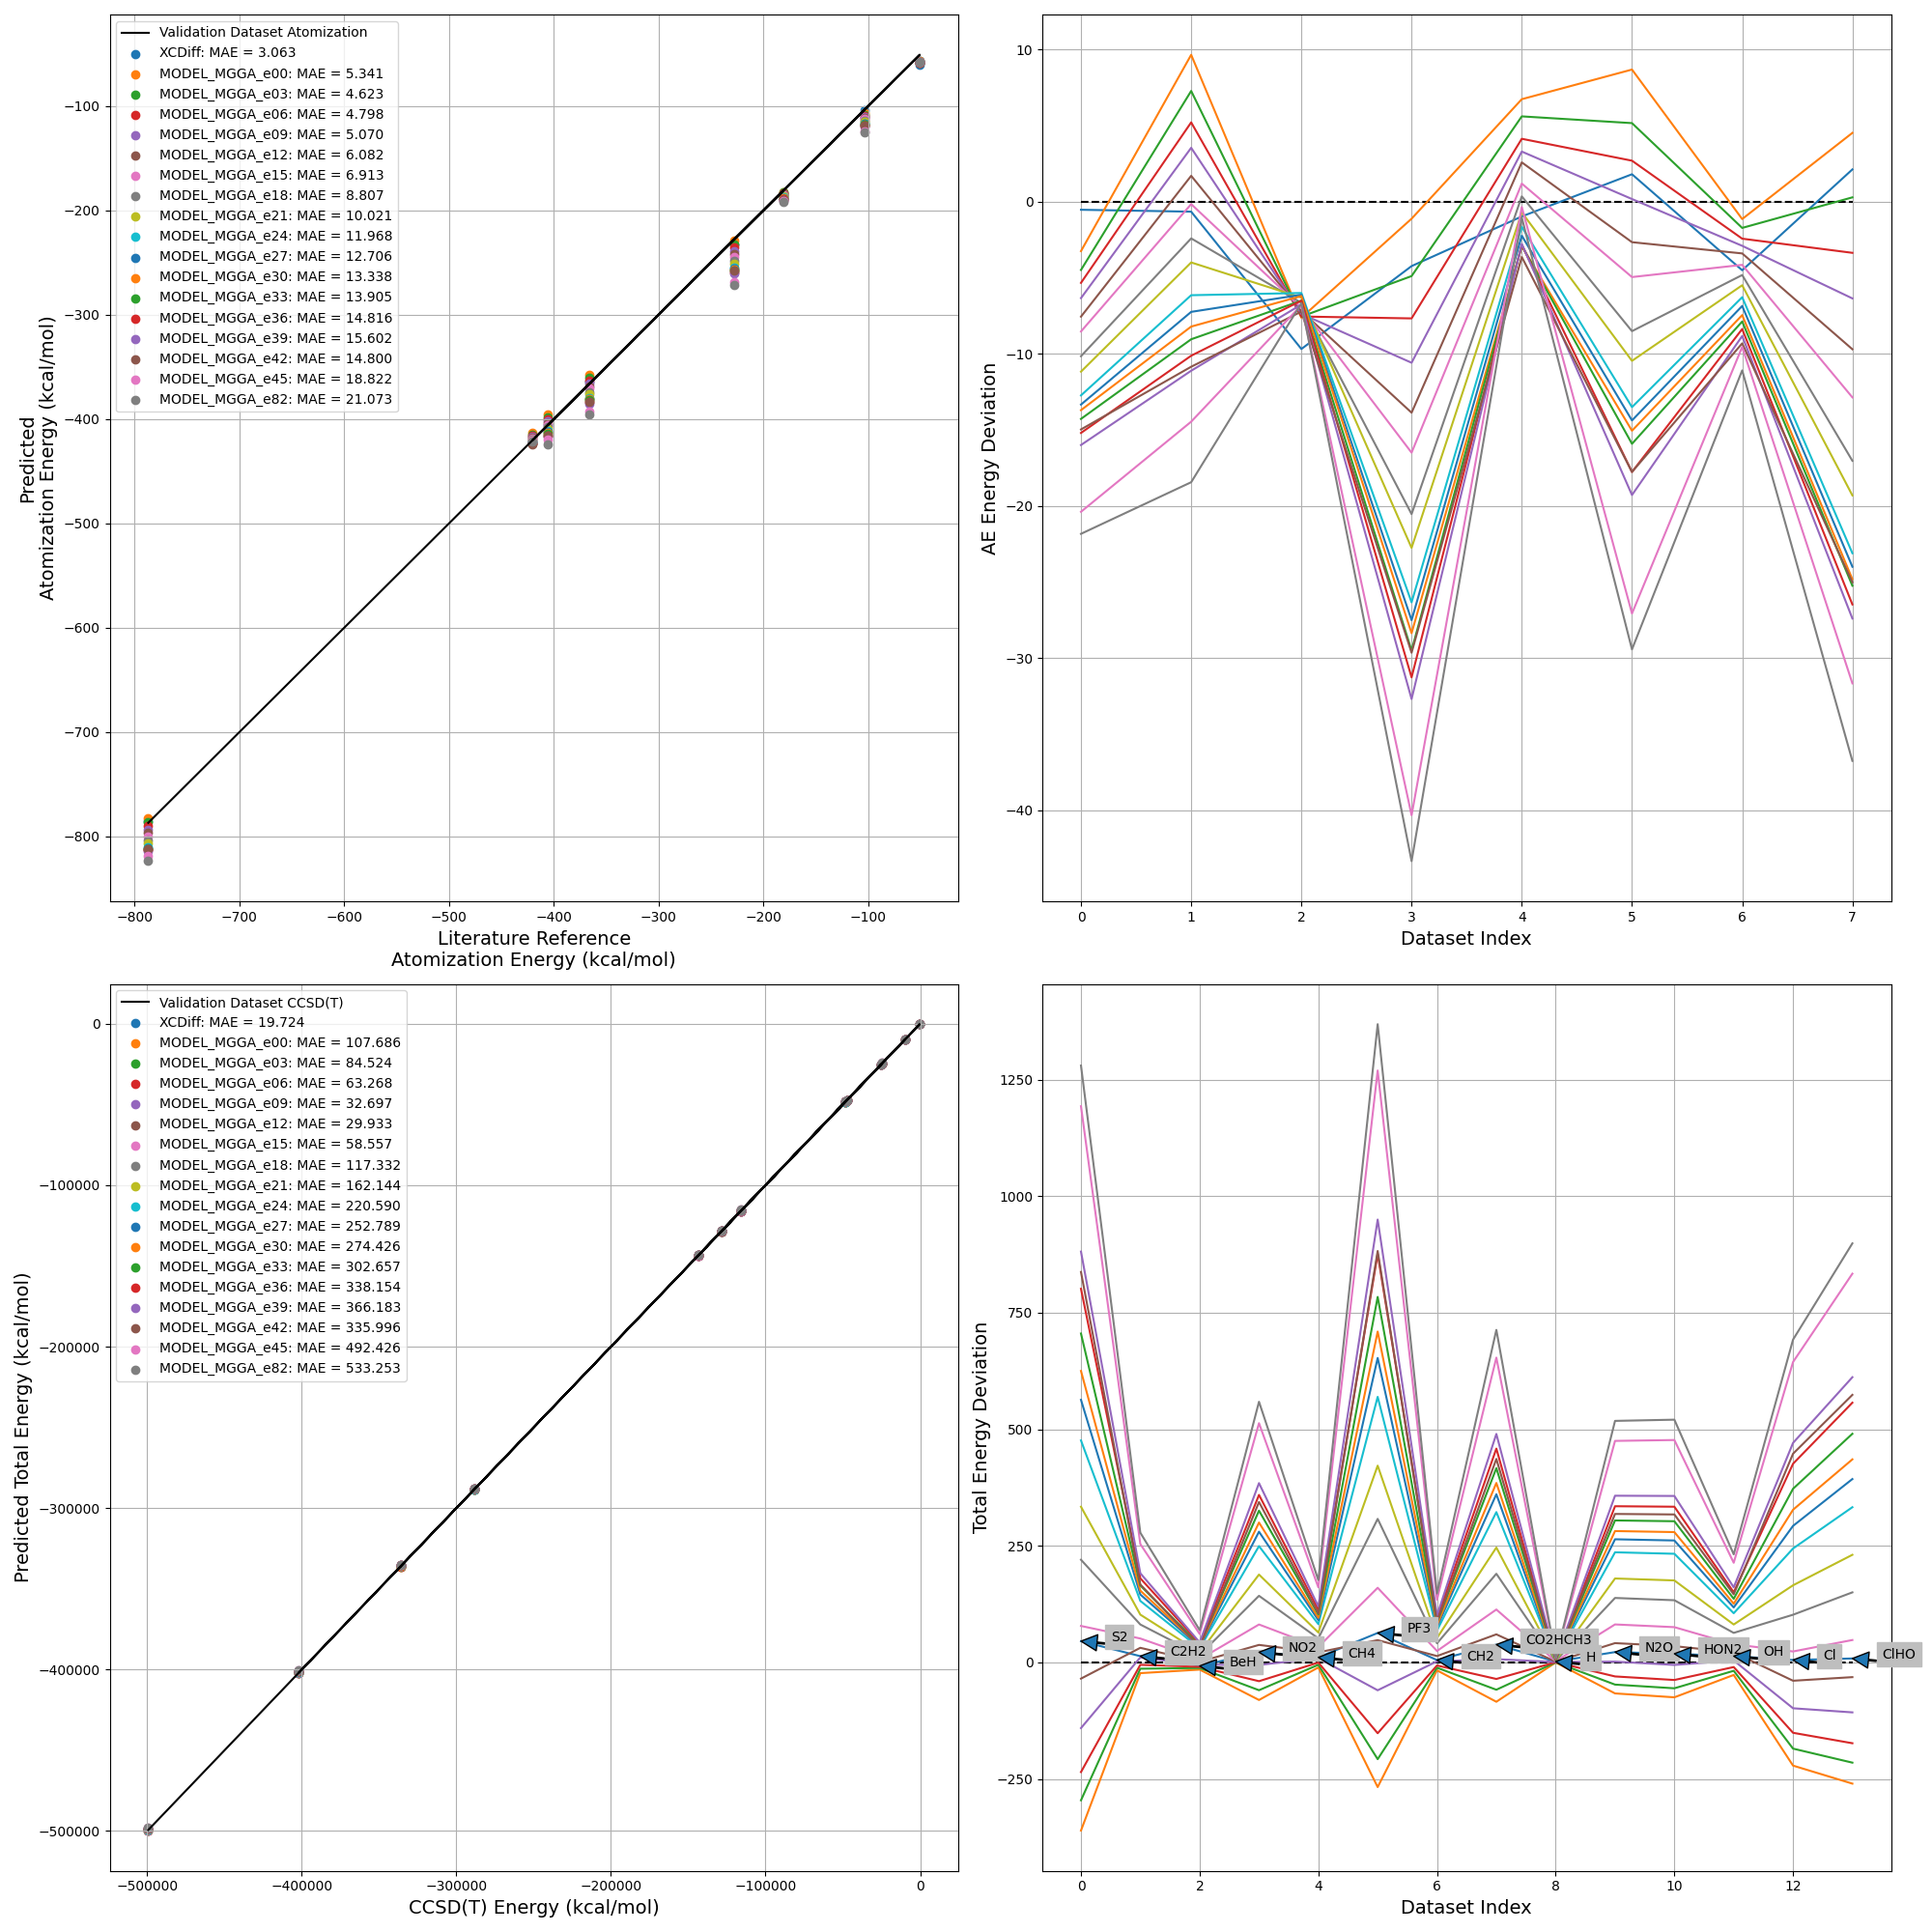 Validation Dataset Atomization
XCDiff: MAE = 3.063
MODEL_MGGA_e00: MAE = 5.341
MODEL_MGGA_e03: MAE = 4.623
MODEL_MGGA_e06: MAE = 4.798
MODEL_MGGA_e09: MAE = 5.070
MODEL_MGGA_e12: MAE = 6.082
MODEL_MGGA_e15: MAE = 6.913
MODEL_MGGA_e18: MAE = 8.807
MODEL_MGGA_e21: MAE = 10.021
MODEL_MGGA_e24: MAE = 11.968
MODEL_MGGA_e27: MAE = 12.706
MODEL_MGGA_e30: MAE = 13.338
MODEL_MGGA_e33: MAE = 13.905
MODEL_MGGA_e36: MAE = 14.816
MODEL_MGGA_e39: MAE = 15.602
MODEL_MGGA_e42: MAE = 14.800
MODEL_MGGA_e45: MAE = 18.822
MODEL_MGGA_e82: MAE = 21.073
Predicted
Atomization Energy (kcal/mol)
−100
−200
−300
−400
−500
−600
−700
−800
−800
−700
−600
−500
−400
−300
−200
−100
Literature Reference
Atomization Energy (kcal/mol)
AE Energy Deviation
10
0
−10
−20
−30
−40
0
1
2
3
4
5
6
7
Dataset Index
Validation Dataset CCSD(T)
XCDiff: MAE = 19.724
MODEL_MGGA_e00: MAE = 107.686
MODEL_MGGA_e03: MAE = 84.524
MODEL_MGGA_e06: MAE = 63.268
MODEL_MGGA_e09: MAE = 32.697
MODEL_MGGA_e12: MAE = 29.933
MODEL_MGGA_e15: MAE = 58.557
MODEL_MGGA_e18: MAE = 117.332
MODEL_MGGA_e21: MAE = 162.144
MODEL_MGGA_e24: MAE = 220.590
MODEL_MGGA_e27: MAE = 252.789
MODEL_MGGA_e30: MAE = 274.426
MODEL_MGGA_e33: MAE = 302.657
MODEL_MGGA_e36: MAE = 338.154
MODEL_MGGA_e39: MAE = 366.183
MODEL_MGGA_e42: MAE = 335.996
MODEL_MGGA_e45: MAE = 492.426
MODEL_MGGA_e82: MAE = 533.253
Predicted Total Energy (kcal/mol)
0
−100000
−200000
−300000
−400000
−500000
−500000
−400000
−300000
−200000
−100000
0
CCSD(T) Energy (kcal/mol)
Total Energy Deviation
1250
1000
750
500
250
0
−250
S2
C2H2
BeH
NO2
CH4
PF3
CH2
CO2HCH3
H
N2O
HON2
OH
Cl
ClHO
0
2
4
6
8
10
12
Dataset Index